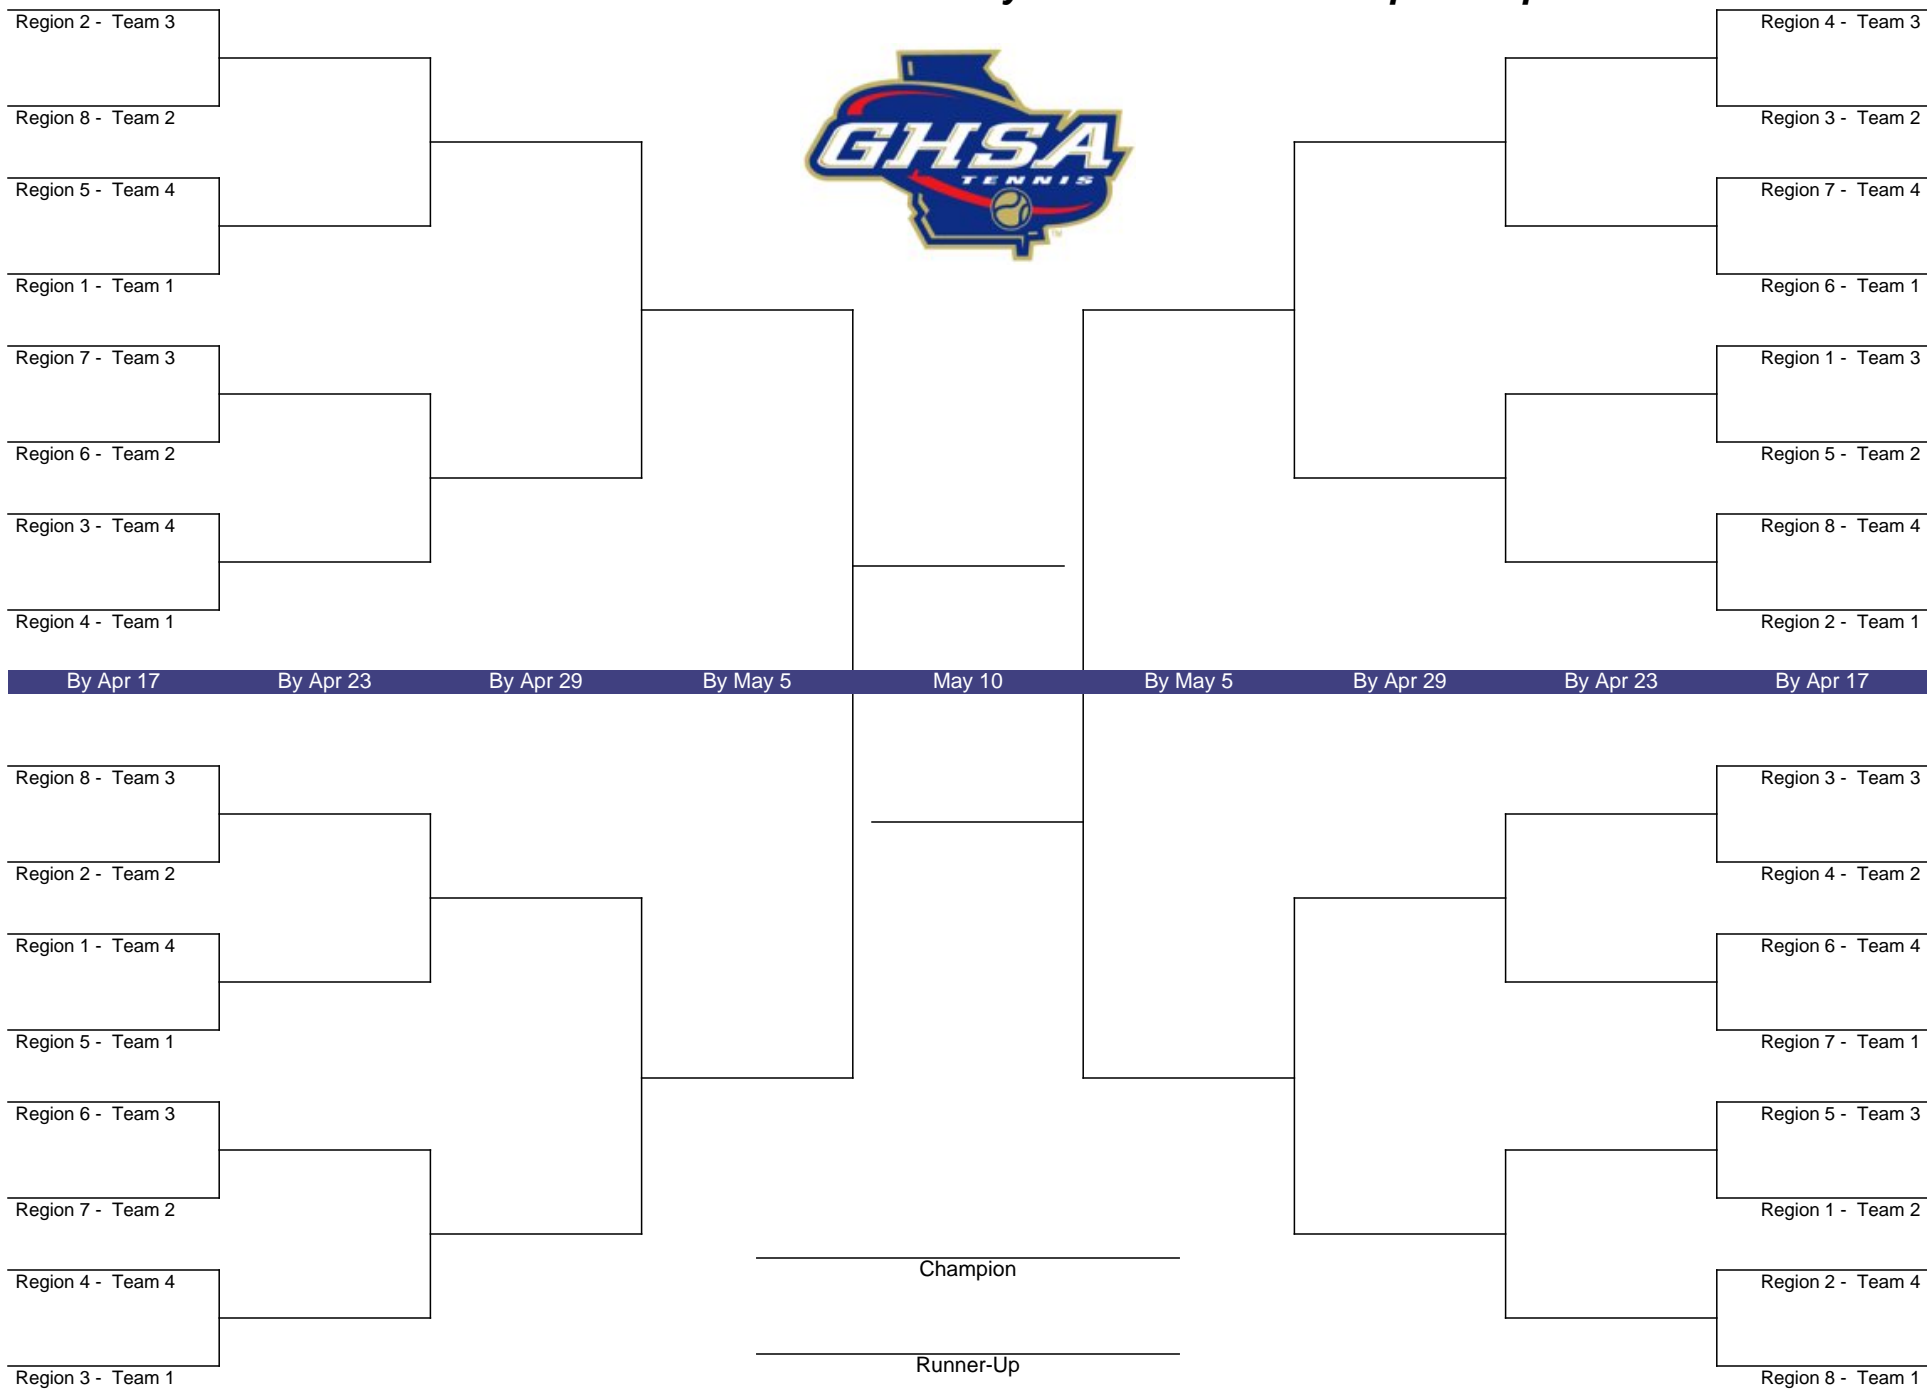 Region 2 - Team 3
Region 8 - Team 2
Region 5 - Team 4
Region 1 - Team 1
Region 7 - Team 3
Region 6 - Team 2
Region 3 - Team 4
Region 4 - Team 1
GHSA
TENNIS
TM
Region 4 - Team 3
Region 3 - Team 2
Region 7 - Team 4
Region 6 - Team 1
Region 1 - Team 3
Region 5 - Team 2
Region 8 - Team 4
Region 2 - Team 1
By Apr 17 By Apr 23 By Apr 29 By May 5 May 10 By May 5 By Apr 29 By Apr 23 By Apr 17
Region 8 - Team 3
Region 2 - Team 2
Region 1 - Team 4
Region 5 - Team 1
Region 6 - Team 3
Region 7 - Team 2
Region 4 - Team 4
Region 3 - Team 1
Champion
Runner-Up
Region 3 - Team 3
Region 4 - Team 2
Region 6 - Team 4
Region 7 - Team 1
Region 5 - Team 3
Region 1 - Team 2
Region 2 - Team 4
Region 8 - Team 1